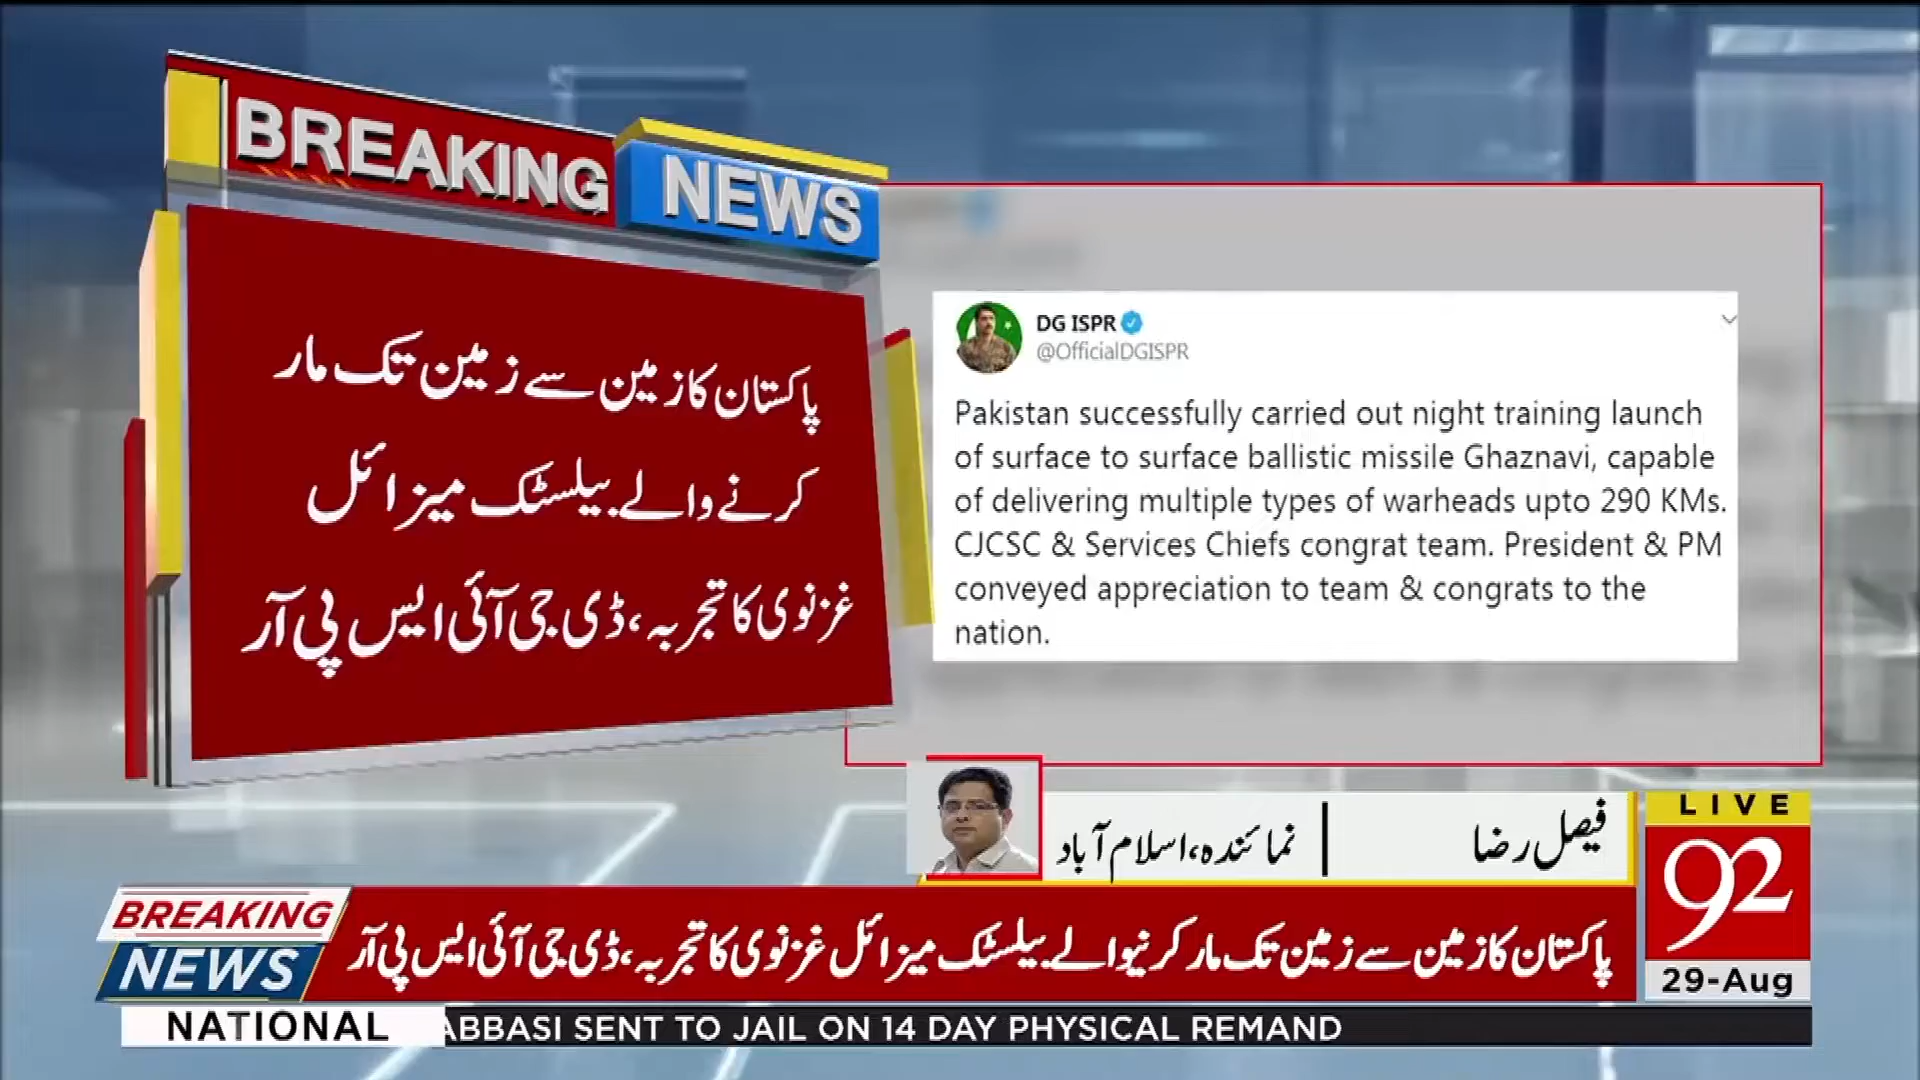 BREAKING NEWS
پاکستان کا زمین سے زمین تک مار
کرنے والے بیلسٹک میزائل
غزنوی کا تجربہ، ڈی جی آئی ایس پی آر
DG ISPR
@OfficialDGISPR
Pakistan successfully carried out night training launch
of surface to surface ballistic missile Ghaznavi, capable
of delivering multiple types of warheads upto 290 KMs.
CJCSC & Services Chiefs congrat team. President & PM
conveyed appreciation to team & congrats to the
nation.
فیصل رضا | نمائندہ، اسلام آباد
LIVE
92
29-Aug
BREAKING
NEWS
پاکستان کا زمین سے زمین تک مار کرنیوالے بیلسٹک میزائل غزنوی کا تجربہ، ڈی جی آئی ایس پی آر
NATIONAL
ABBASI SENT TO JAIL ON 14 DAY PHYSICAL REMAND